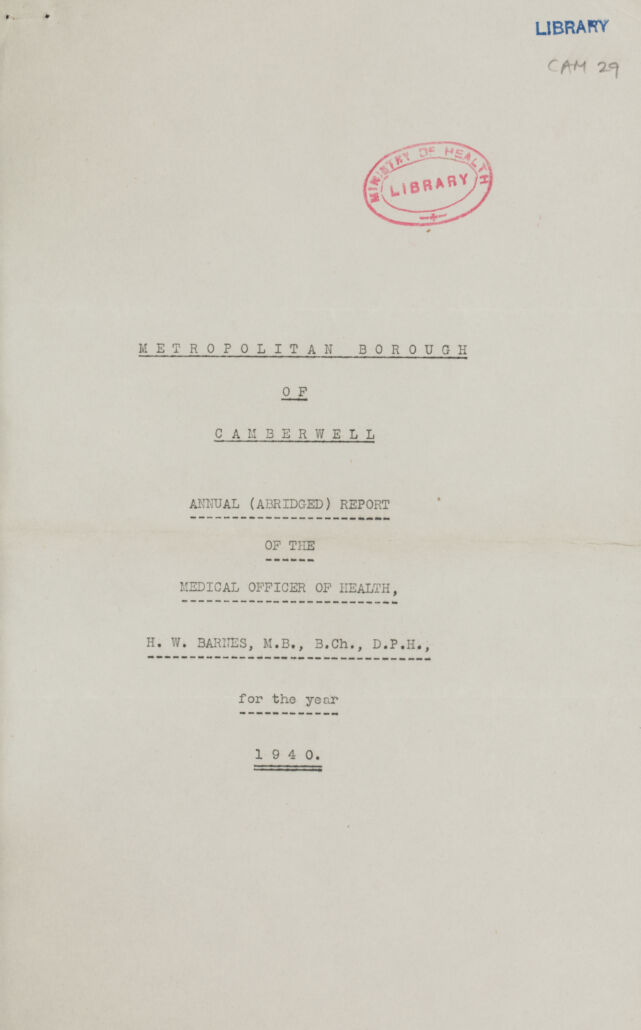 LIBRARY
CAM 29
MINISTRY OF HEALTH
LIBRARY
METROPOLITAN BOROUGH
OF
CAMBERWELL
ANNUAL (ABRIDGED) REPORT
OF THE
MEDICAL OFFICER OF HEALTH,
H. W. BARNES, M.B., B.Ch., D.P.H.,
for the year
1940.